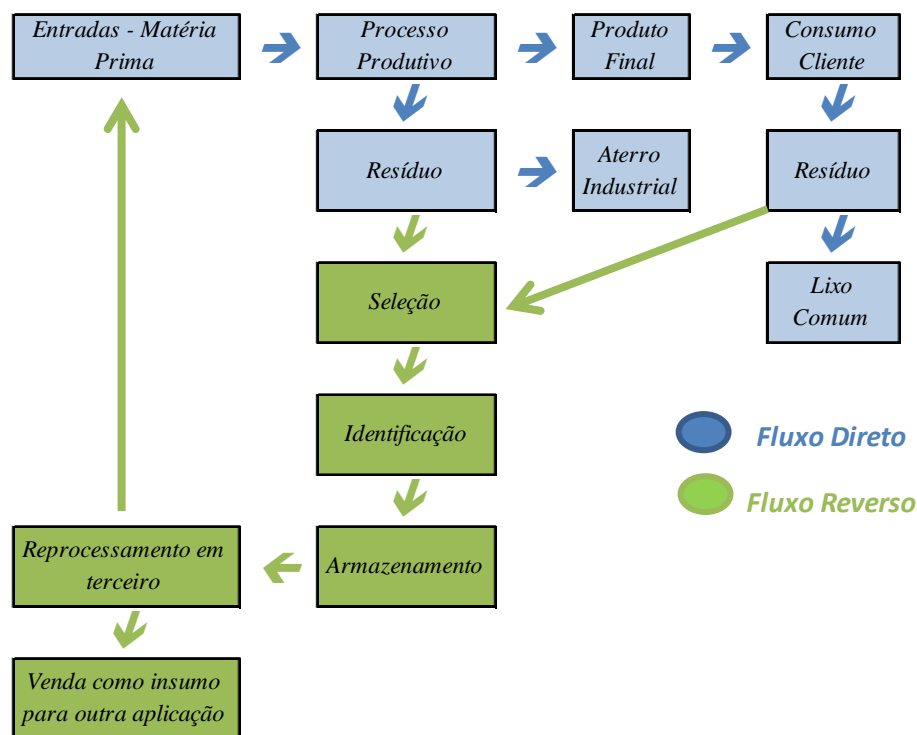 Entradas - Matéria
Prima
Processo
Produtivo
Produto
Final
Consumo
Cliente
Resíduo
Aterro
Industrial
Resíduo
Seleção
Lixo
Comum
Identificação
Fluxo Direto
Fluxo Reverso
Reprocessamento em
terceiro
Armazenamento
Venda como insumo
para outra aplicação